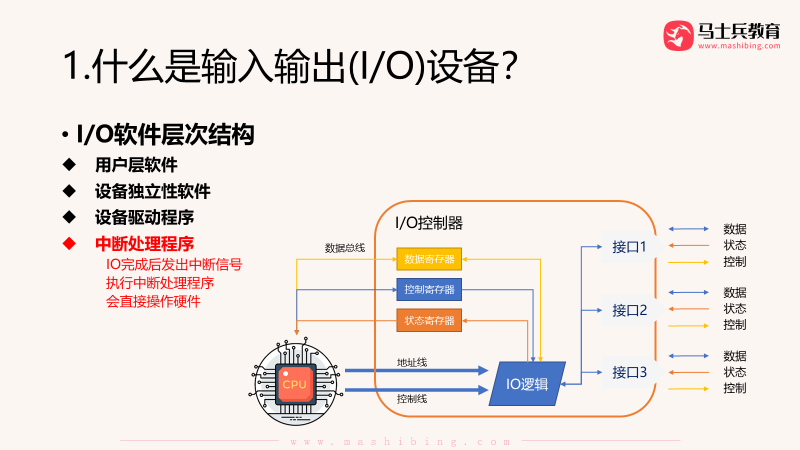 马士兵教育
www.mashibing.com
1.什么是输入输出(I/O)设备？
• I/O软件层次结构
◆ 用户层软件
◆ 设备独立性软件
◆ 设备驱动程序
◆ 中断处理程序
IO完成后发出中断信号
执行中断处理程序
会直接操作硬件
I/O控制器
数据总线
数据寄存器
控制寄存器
状态寄存器
地址线
控制线
CPU
IO逻辑
接口1
接口2
接口3
数据
状态
控制
数据
状态
控制
数据
状态
控制
www.mashibing.com